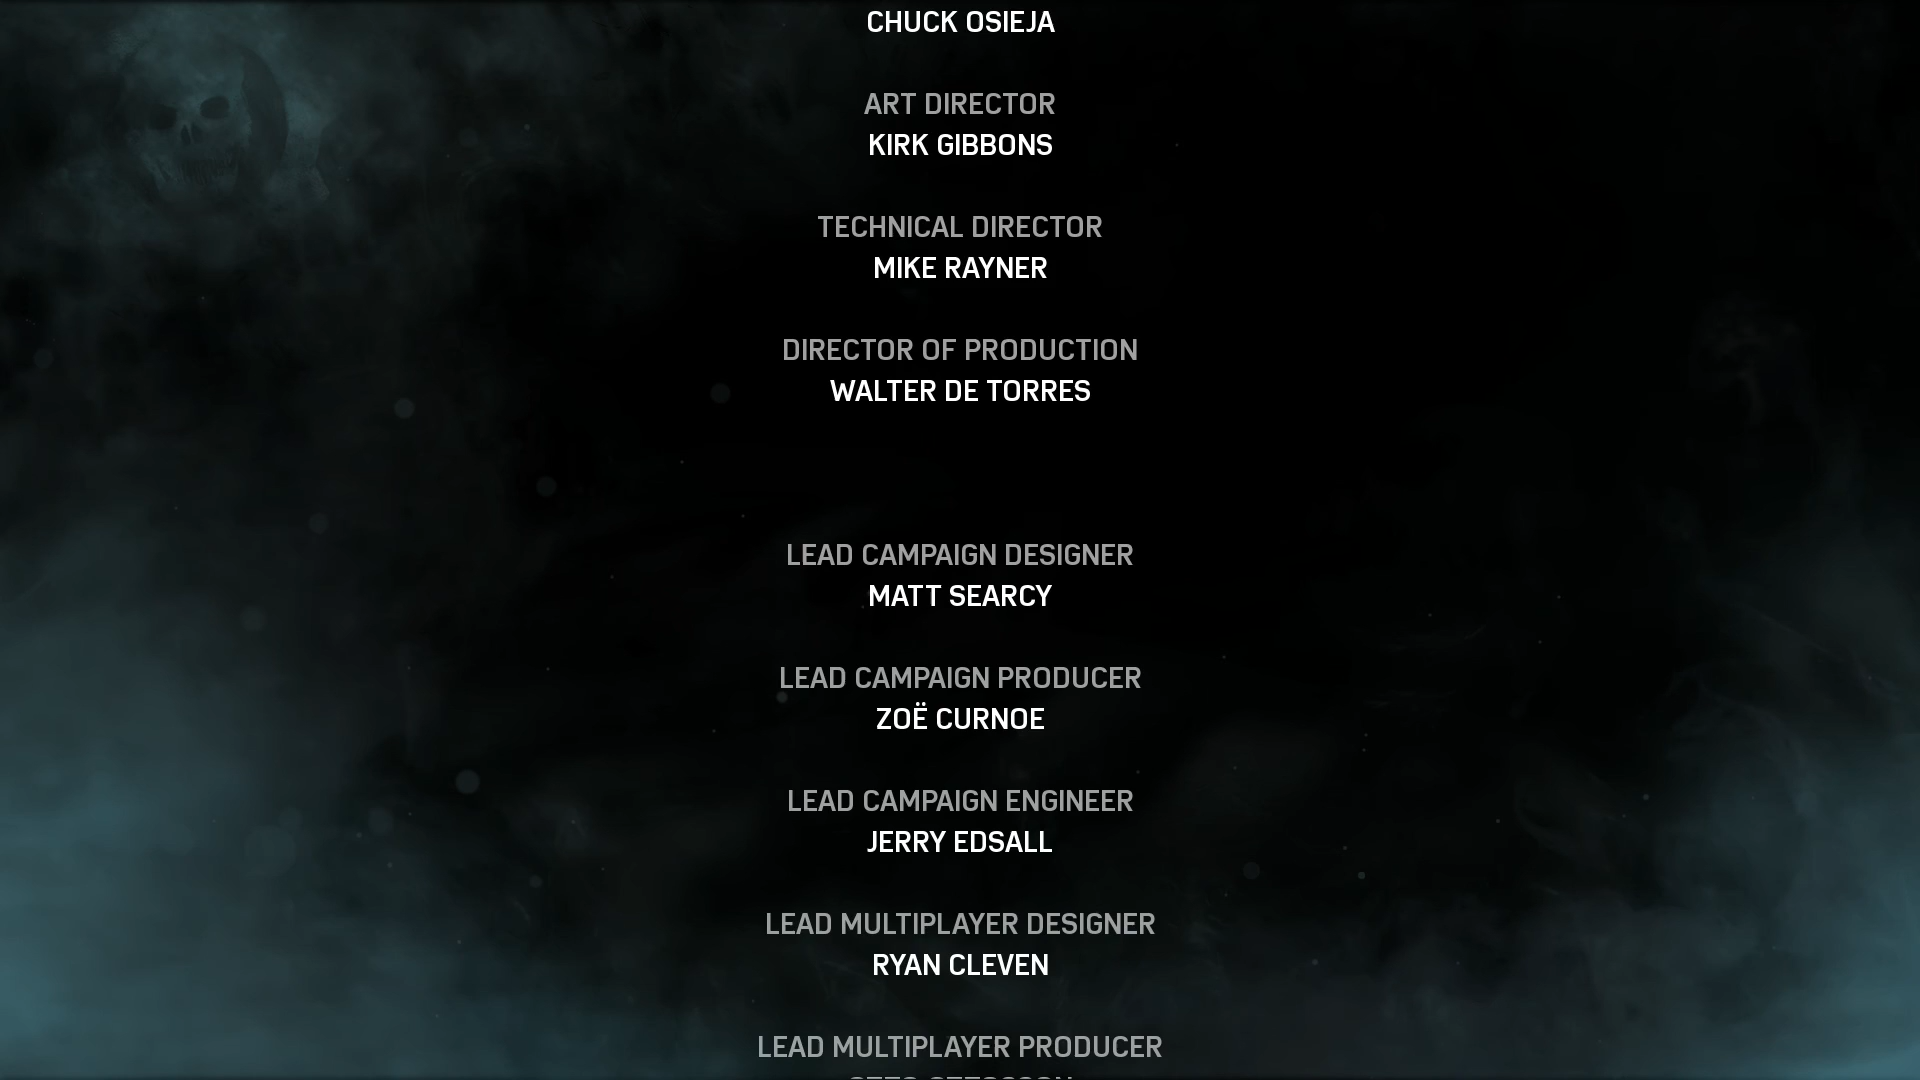 CHUCK OSIEJA
ART DIRECTOR
KIRK GIBBONS
TECHNICAL DIRECTOR
MIKE RAYNER
DIRECTOR OF PRODUCTION
WALTER DE TORRES
LEAD CAMPAIGN DESIGNER
MATT SEARCY
LEAD CAMPAIGN PRODUCER
ZOË CURNOE
LEAD CAMPAIGN ENGINEER
JERRY EDSALL
LEAD MULTIPLAYER DESIGNER
RYAN CLEVEN
LEAD MULTIPLAYER PRODUCER